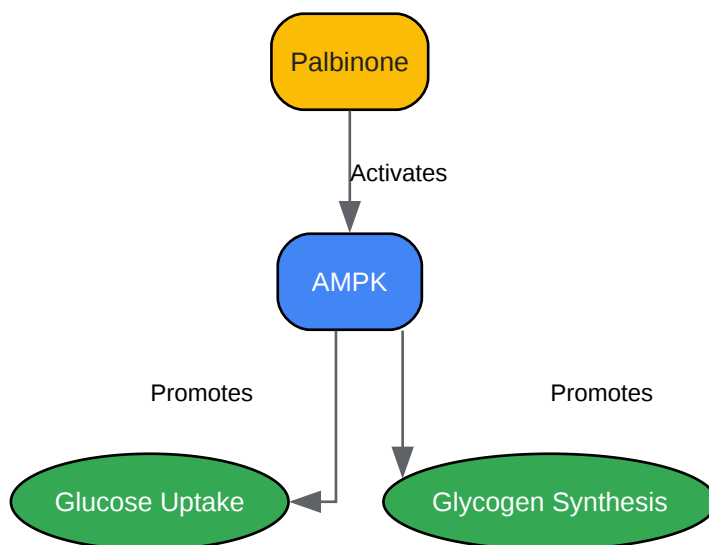 Palbinone
Activates
AMPK
Promotes
Promotes
Glucose Uptake
Glycogen Synthesis